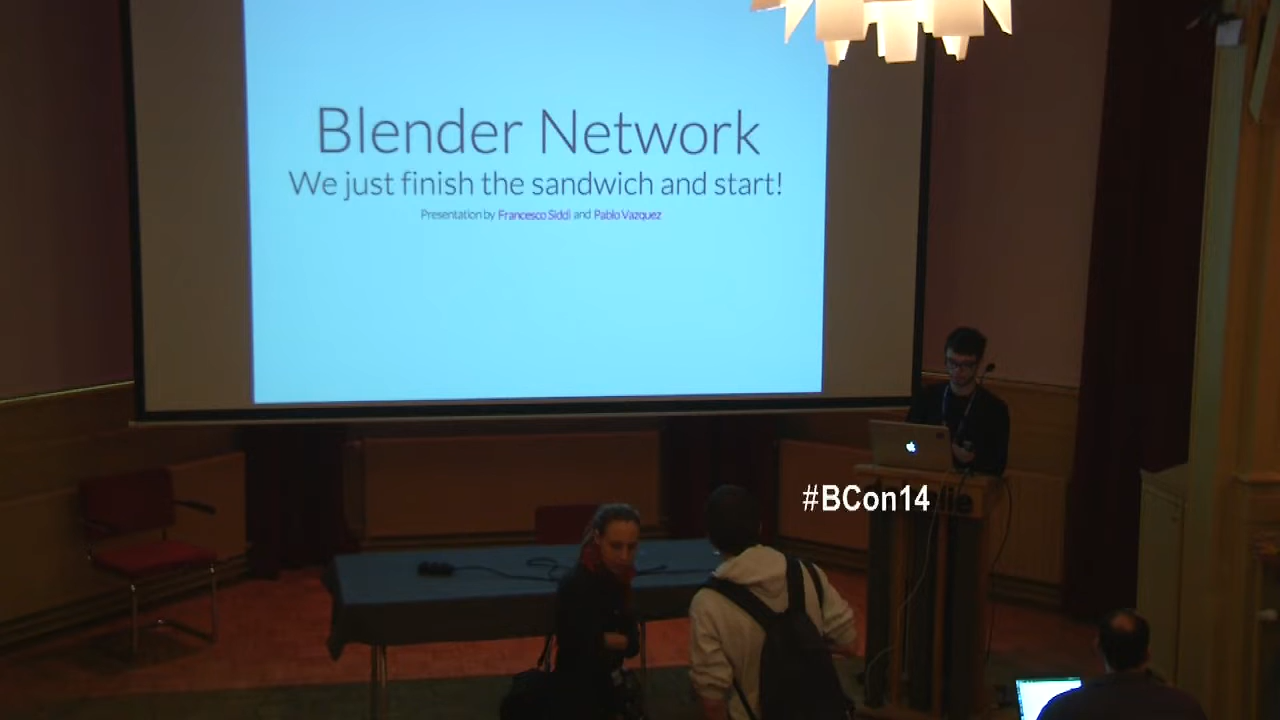 Blender Network
We just finish the sandwich and start!
Presentation by Francesco Siddi and Pablo Vazquez
#BCon14